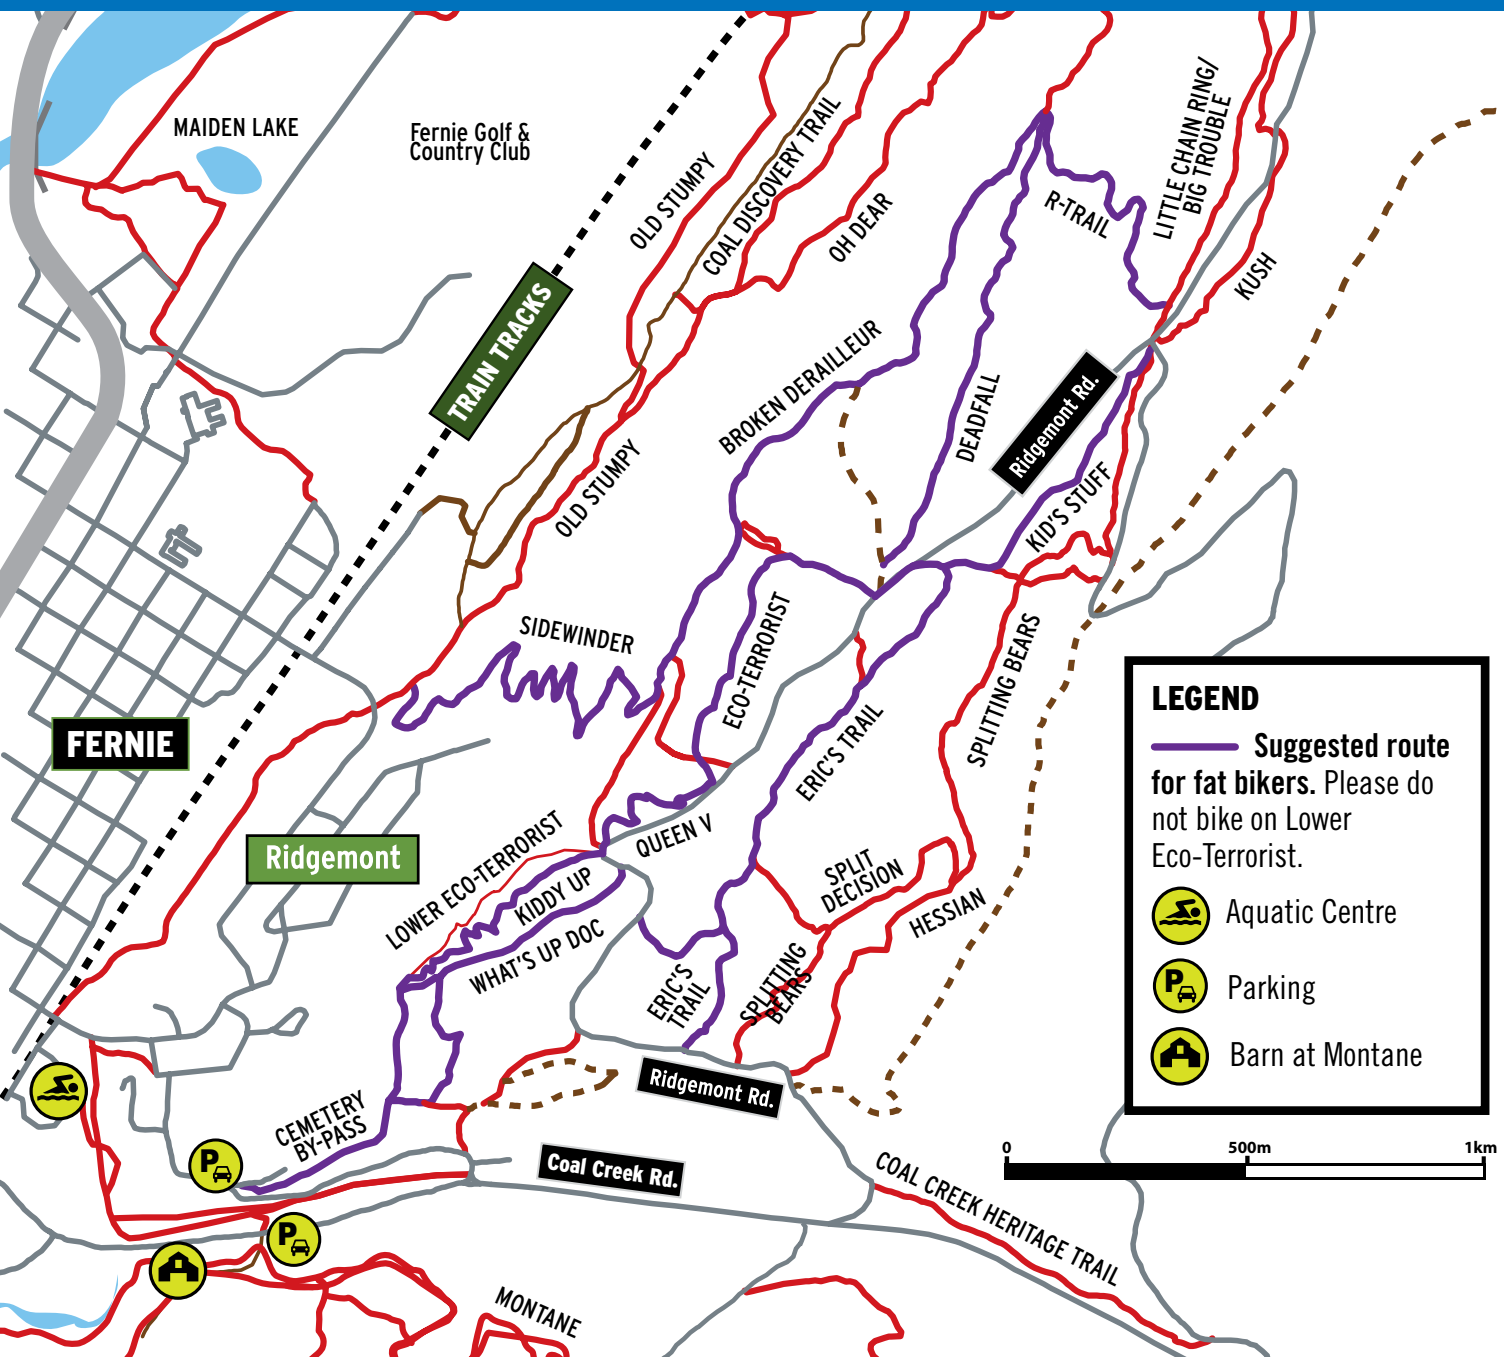 MAIDEN LAKE
Fernie Golf &
Country Club
OLD STUMPY
COAL DISCOVERY TRAIL
OH DEAR
R-TRAIL
LITTLE CHAIN RING/
BIG TROUBLE
KUSH
TRAIN TRACKS
BROKEN DERAILLEUR
DEADFALL
Ridgemont Rd.
KID'S STUFF
OLD STUMPY
SIDEWINDER
ECO-TERRORIST
SPLITTING BEARS
ERIC'S TRAIL
FERNIE
Ridgemont
LOWER ECO-TERRORIST
QUEEN V
KIDDY UP
WHAT'S UP DOC
SPLIT
DECISION
HESSIAN
ERIC'S
TRAIL
SPLITTING
BEARS
Ridgemont Rd.
CEMETERY
BY-PASS
P
Coal Creek Rd.
P
COAL CREEK HERITAGE TRAIL
MONTANE
LEGEND
Suggested route
for fat bikers. Please do
not bike on Lower
Eco-Terrorist.
Aquatic Centre
P
Parking
Barn at Montane
0 500m 1km